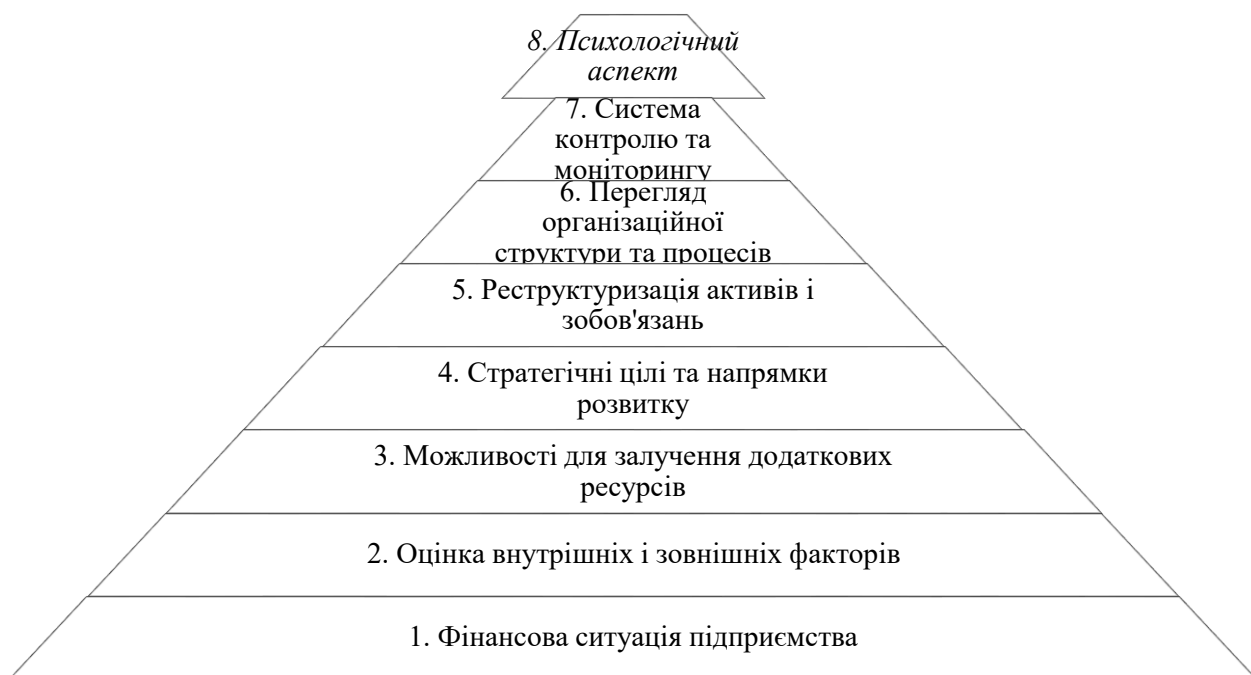 8. Психологічний
аспект
7. Система
контролю та
моніторингу
6. Перегляд
організаційної
структури та процесів
5. Реструктуризація активів і
зобов'язань
4. Стратегічні цілі та напрямки
розвитку
3. Можливості для залучення додаткових
ресурсів
2. Оцінка внутрішніх і зовнішніх факторів
1. Фінансова ситуація підприємства